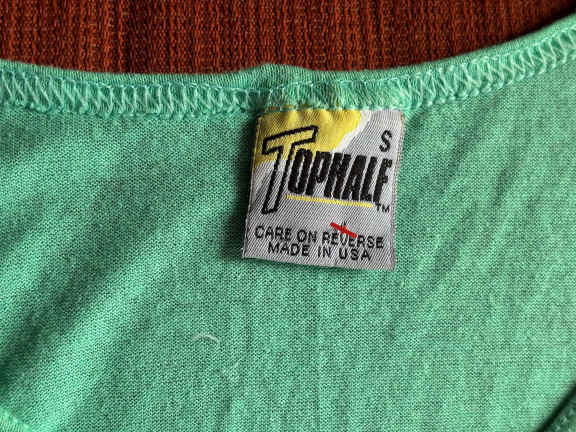 S
TOPHALF
TM
CARE ON REVERSE
MADE IN USA